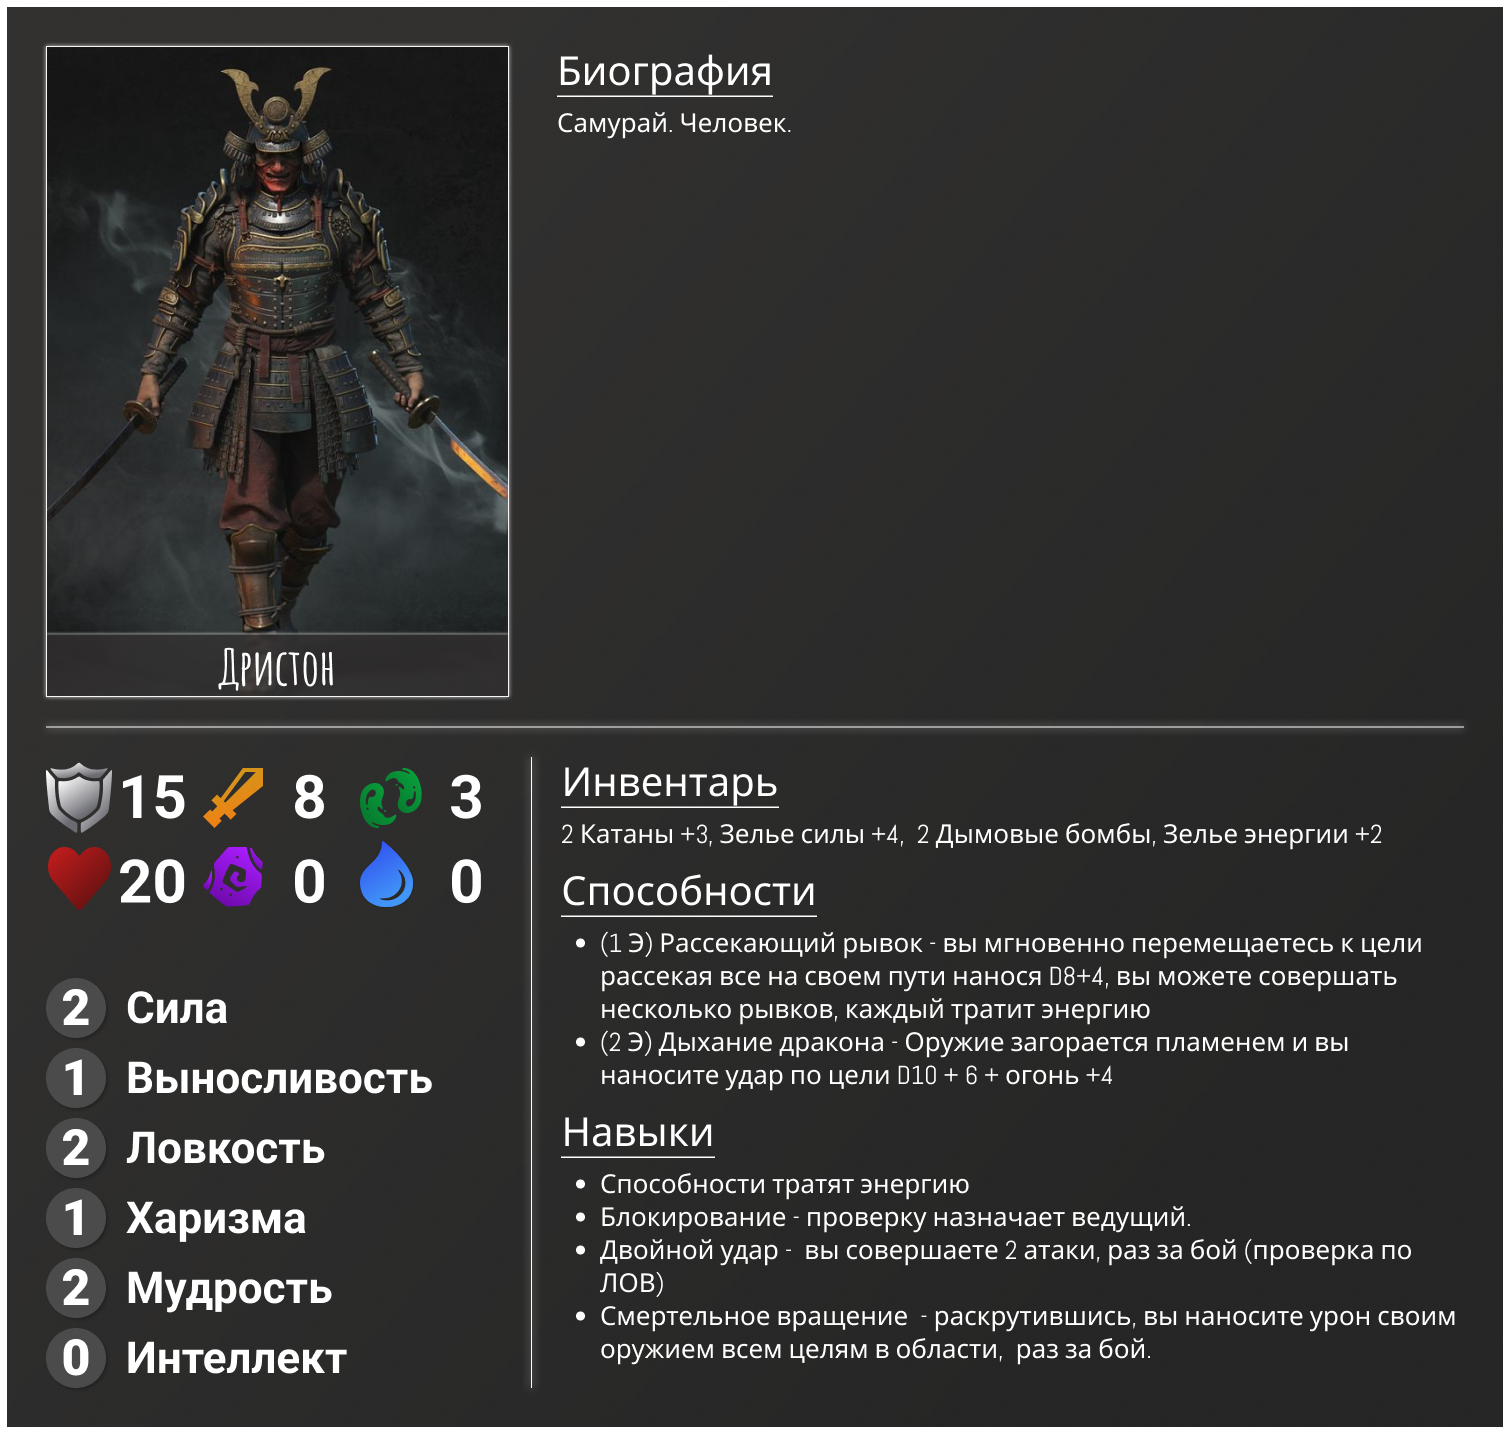 Биография
Самурай. Человек.
Дристон
15 8 3
20 0 0
2 Сила
1 Выносливость
2 Ловкость
1 Харизма
2 Мудрость
0 Интеллект
Инвентарь
2 Катаны +3, Зелье силы +4, 2 Дымовые бомбы, Зелье энергии +2
Способности
• (1 Э) Рассекающий рывок - вы мгновенно перемещаетесь к цели
рассекая все на своем пути нанося D8+4, вы можете совершать
несколько рывков, каждый тратит энергию
• (2 Э) Дыхание дракона - Оружие загорается пламенем и вы
наносите удар по цели D10 + 6 + огонь +4
Навыки
• Способности тратят энергию
• Блокирование - проверку назначает ведущий.
• Двойной удар - вы совершаете 2 атаки, раз за бой (проверка по
ЛОВ)
• Смертельное вращение - раскрутившись, вы наносите урон своим
оружием всем целям в области, раз за бой.